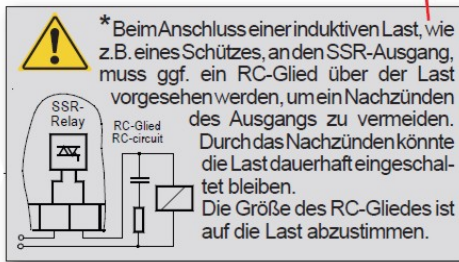 *Beim Anschluss einer induktiven Last, wie
z.B. eines Schützes, an den SSR-Ausgang,
muss ggf. ein RC-Glied über der Last
vorgesehen werden, um ein Nachzünden
des Ausgangs zu vermeiden.
Durch das Nachzünden könnte
die Last dauerhaft eingeschal-
tet bleiben.
Die Größe des RC-Gliedes ist
auf die Last abzustimmen.
SSR-
Relay
RC-Glied
RC-circuit